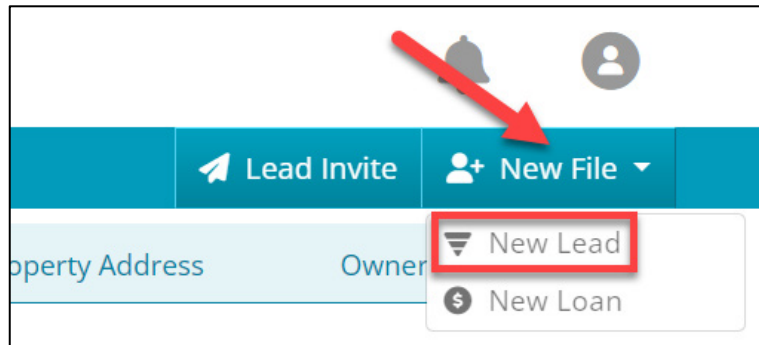 Lead Invite
New File
operty Address
Owner
New Lead
New Loan